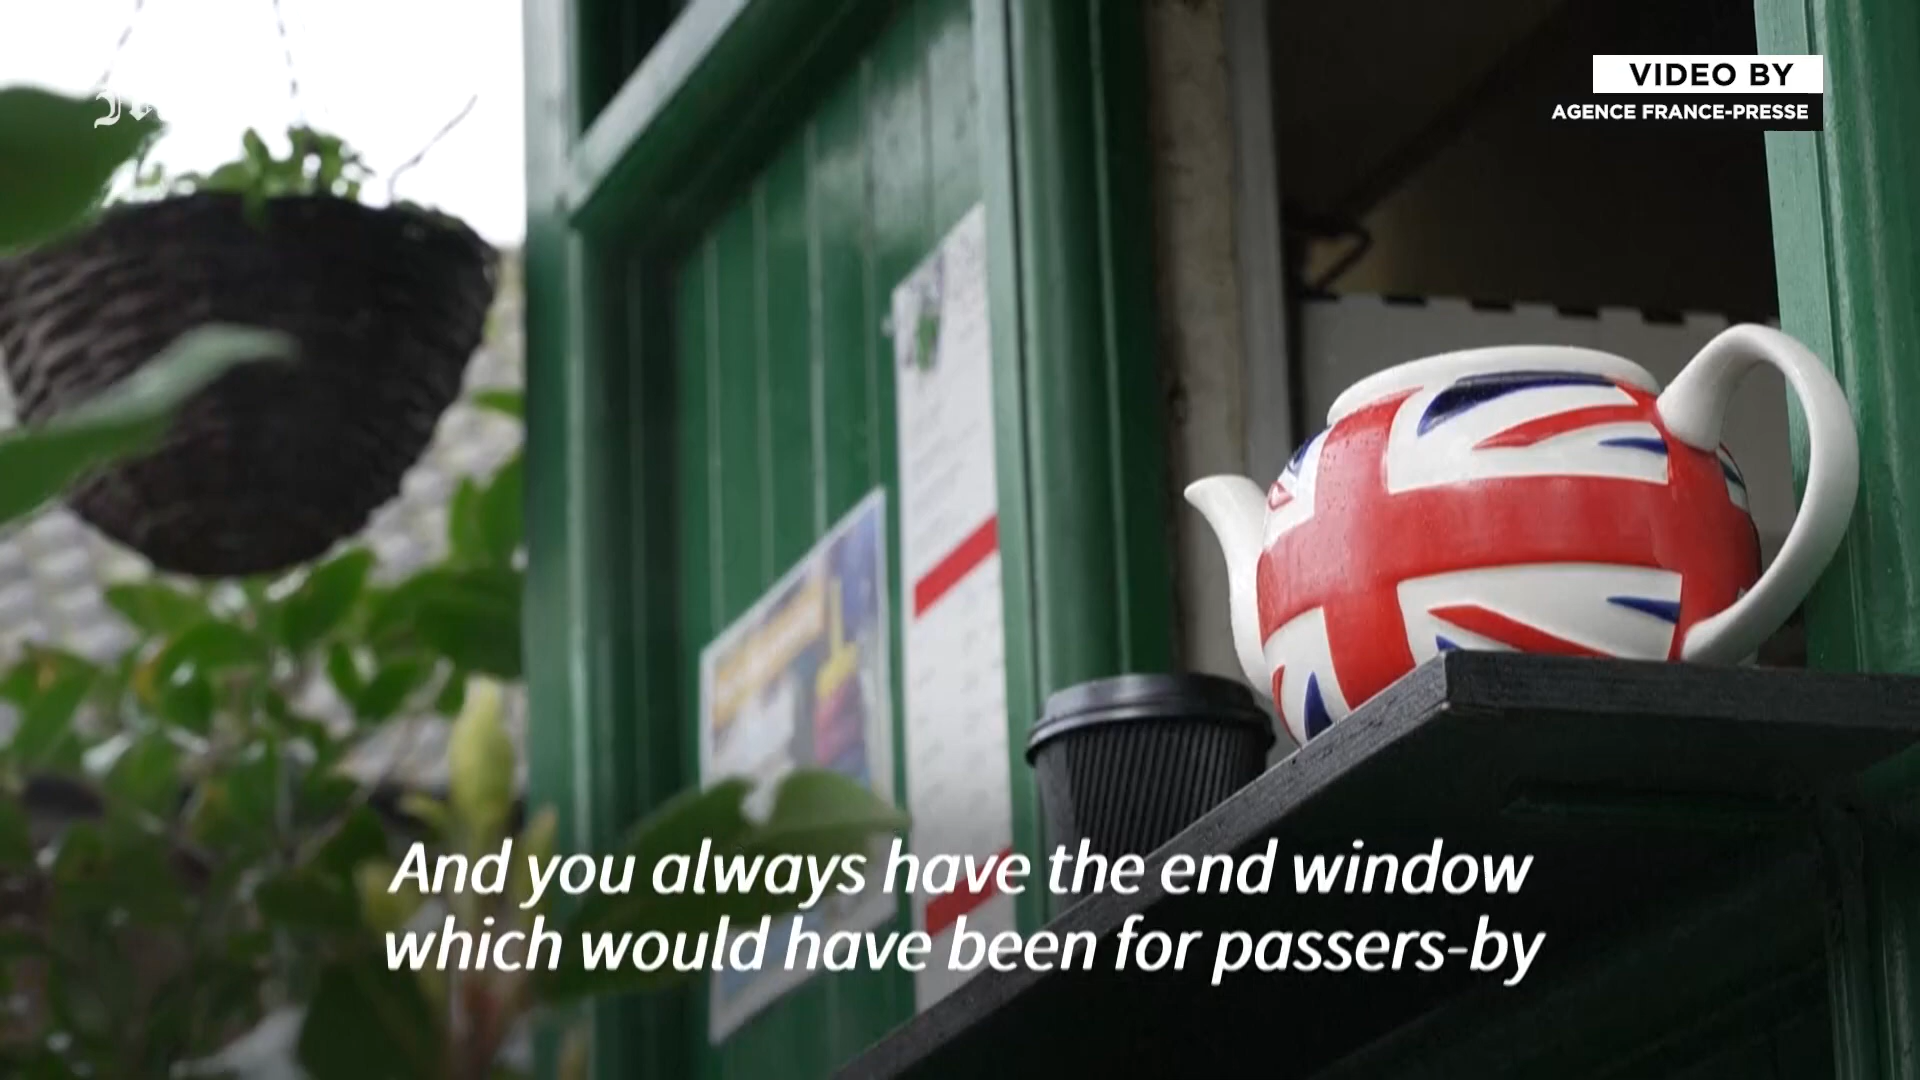 VIDEO BY
AGENCE FRANCE-PRESSE
And you always have the end window
which would have been for passers-by